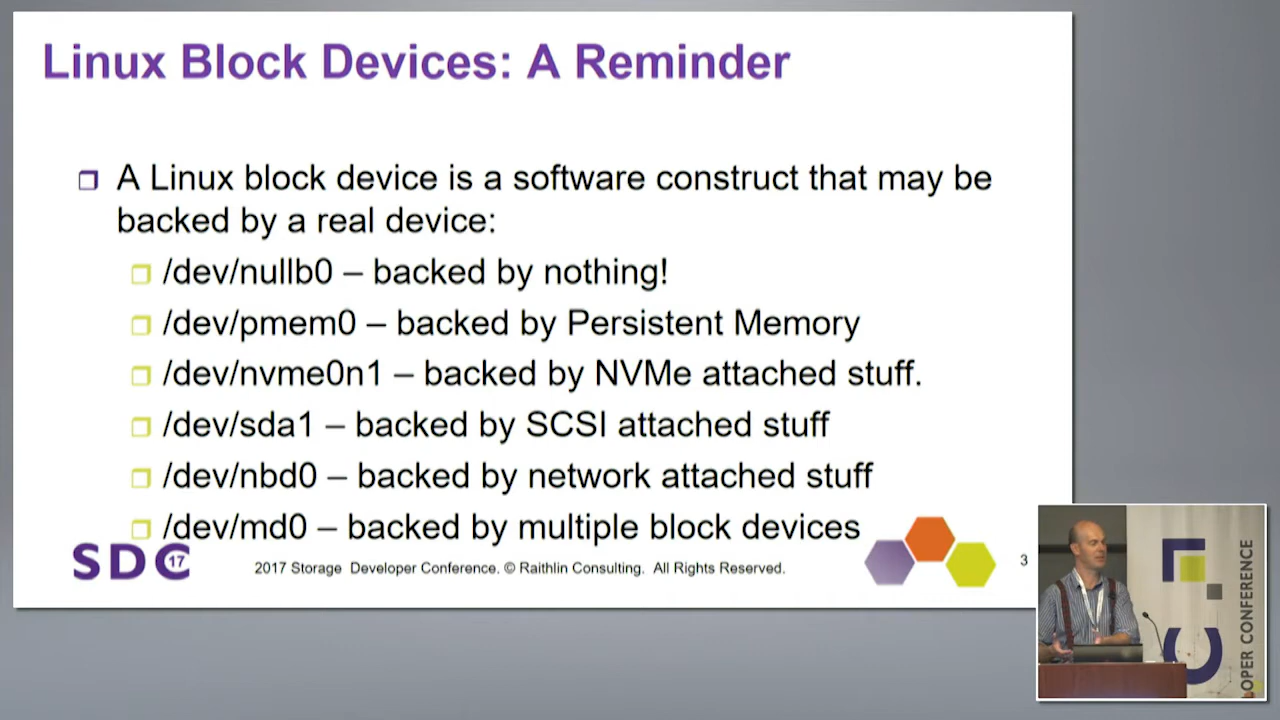 Linux Block Devices: A Reminder
A Linux block device is a software construct that may be
backed by a real device:
/dev/nullb0 – backed by nothing!
/dev/pmem0 – backed by Persistent Memory
/dev/nvme0n1 – backed by NVMe attached stuff.
/dev/sda1 – backed by SCSI attached stuff
/dev/nbd0 – backed by network attached stuff
/dev/md0 – backed by multiple block devices
SDC 17
2017 Storage Developer Conference. © Raithlin Consulting. All Rights Reserved.
3
OPER CONFERENCE